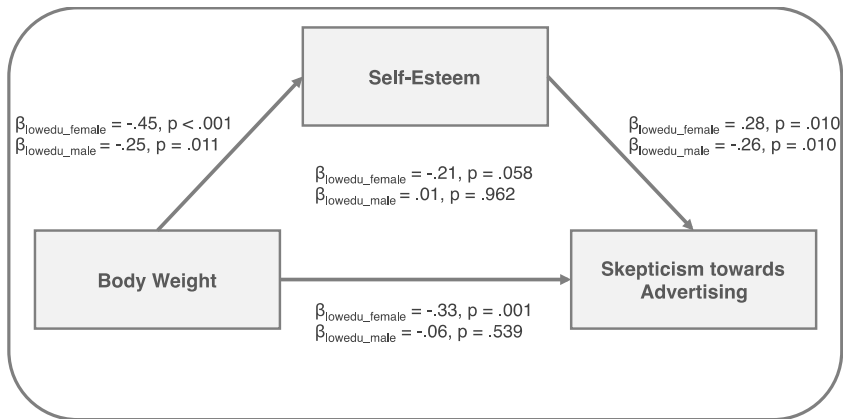 Self-Esteem
βlowedu_female = -.45, p < .001
βlowedu_male = -.25, p = .011
βlowedu_female = .28, p = .010
βlowedu_male = -.26, p = .010
βlowedu_female = -.21, p = .058
βlowedu_male = .01, p = .962
Body Weight
Skepticism towards
Advertising
βlowedu_female = -.33, p = .001
βlowedu_male = -.06, p = .539